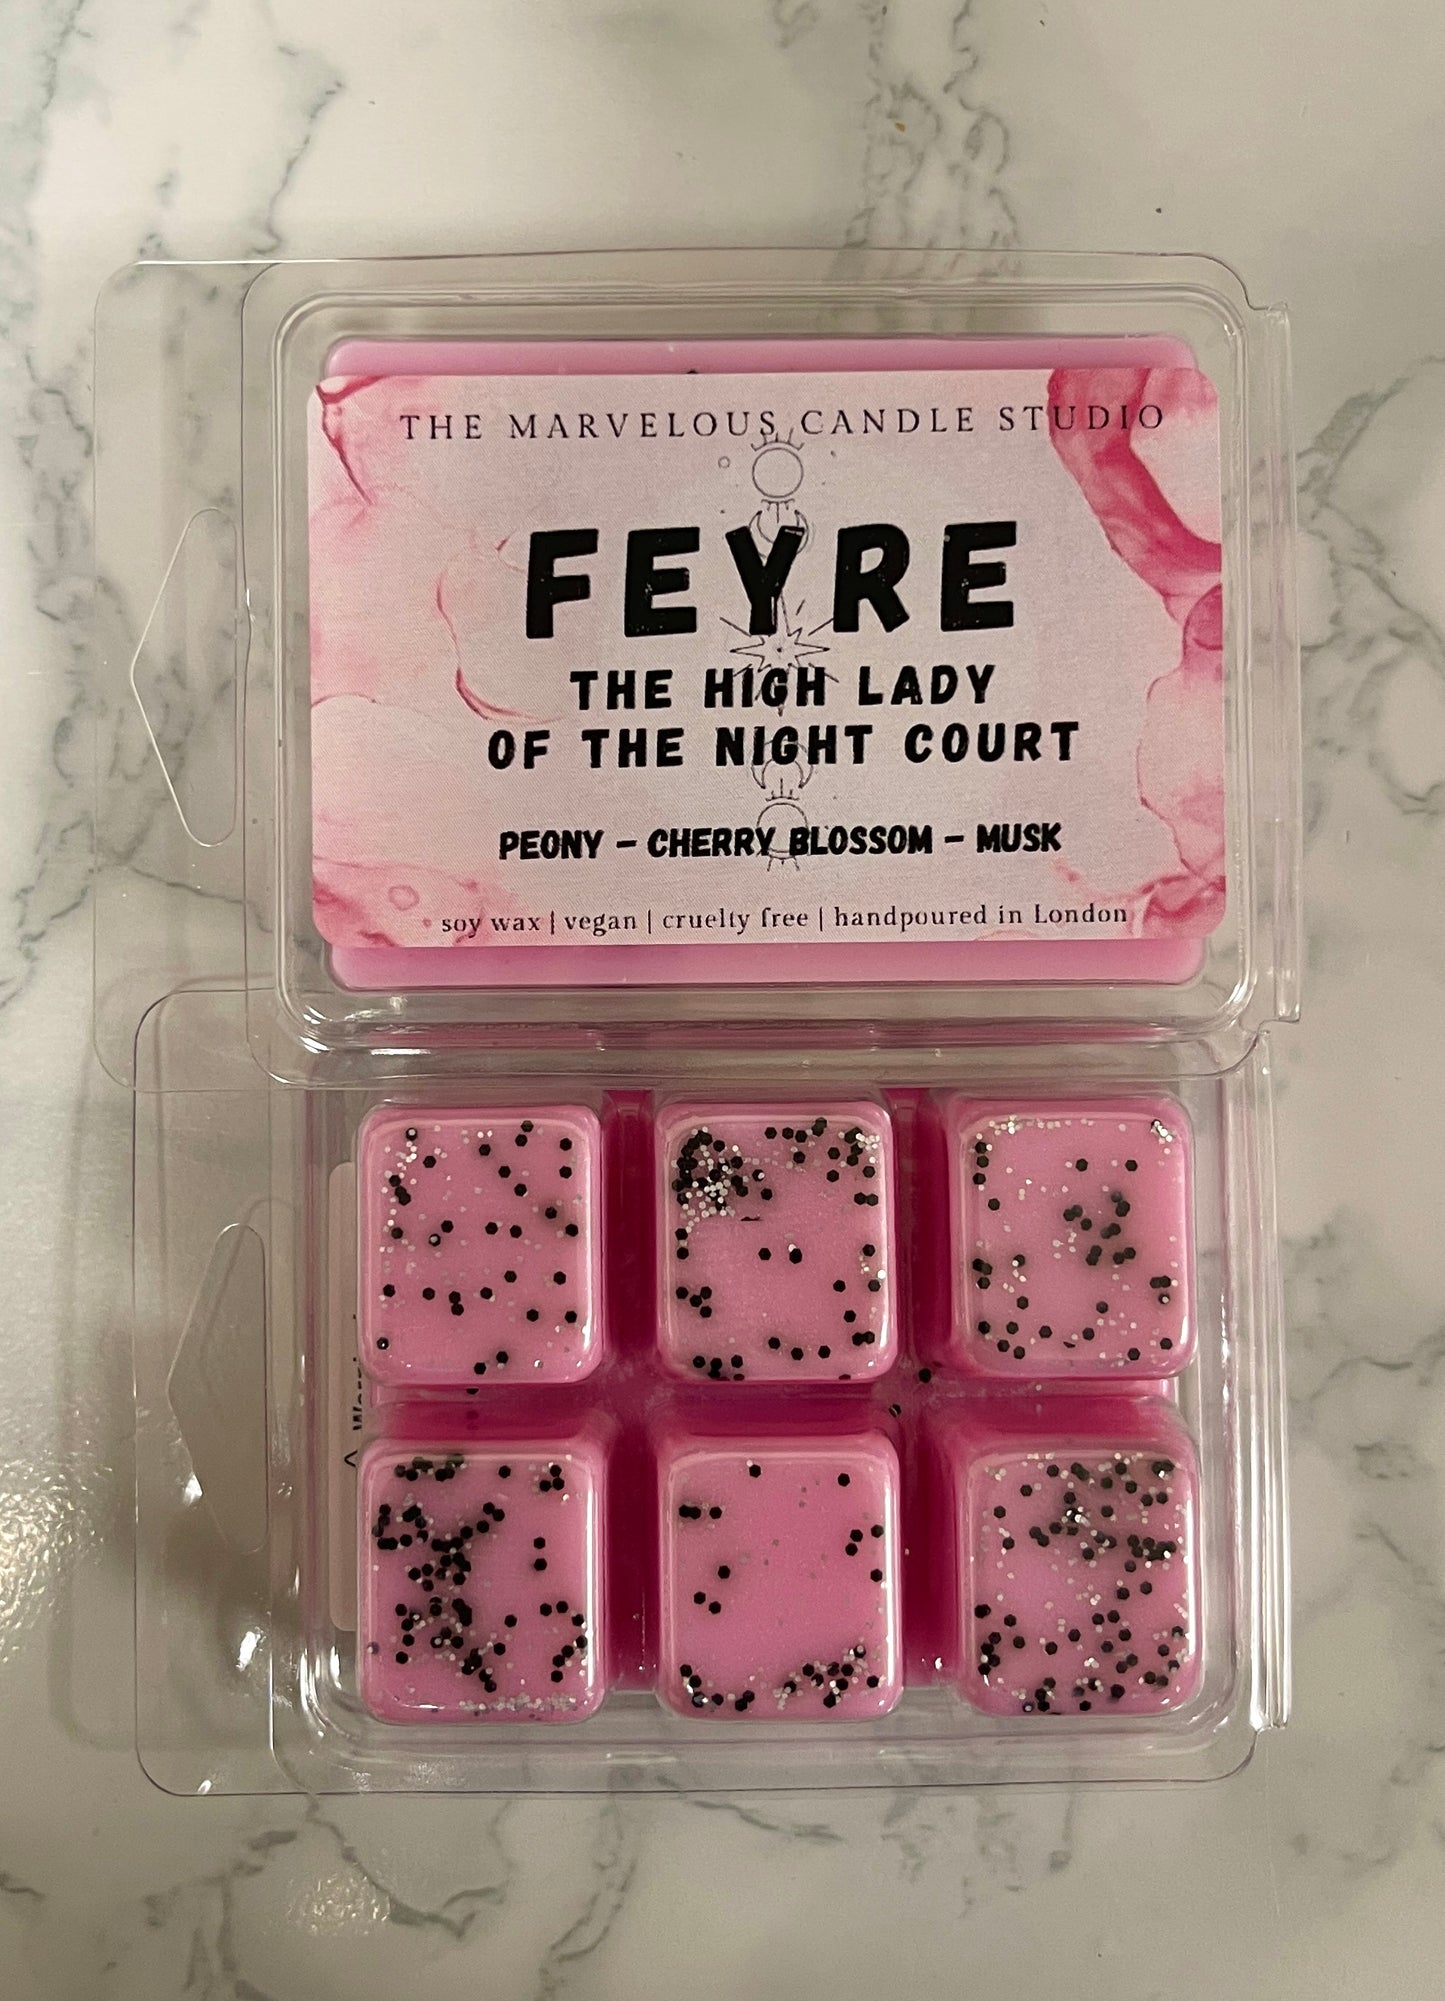 THE MARVELOUS CANDLE STUDIO
FEYRE
THE HIGH LADY
OF THE NIGHT COURT
PEONY – CHERRY BLOSSOM – MUSK
soy wax | vegan | cruelty free | handpoured in London